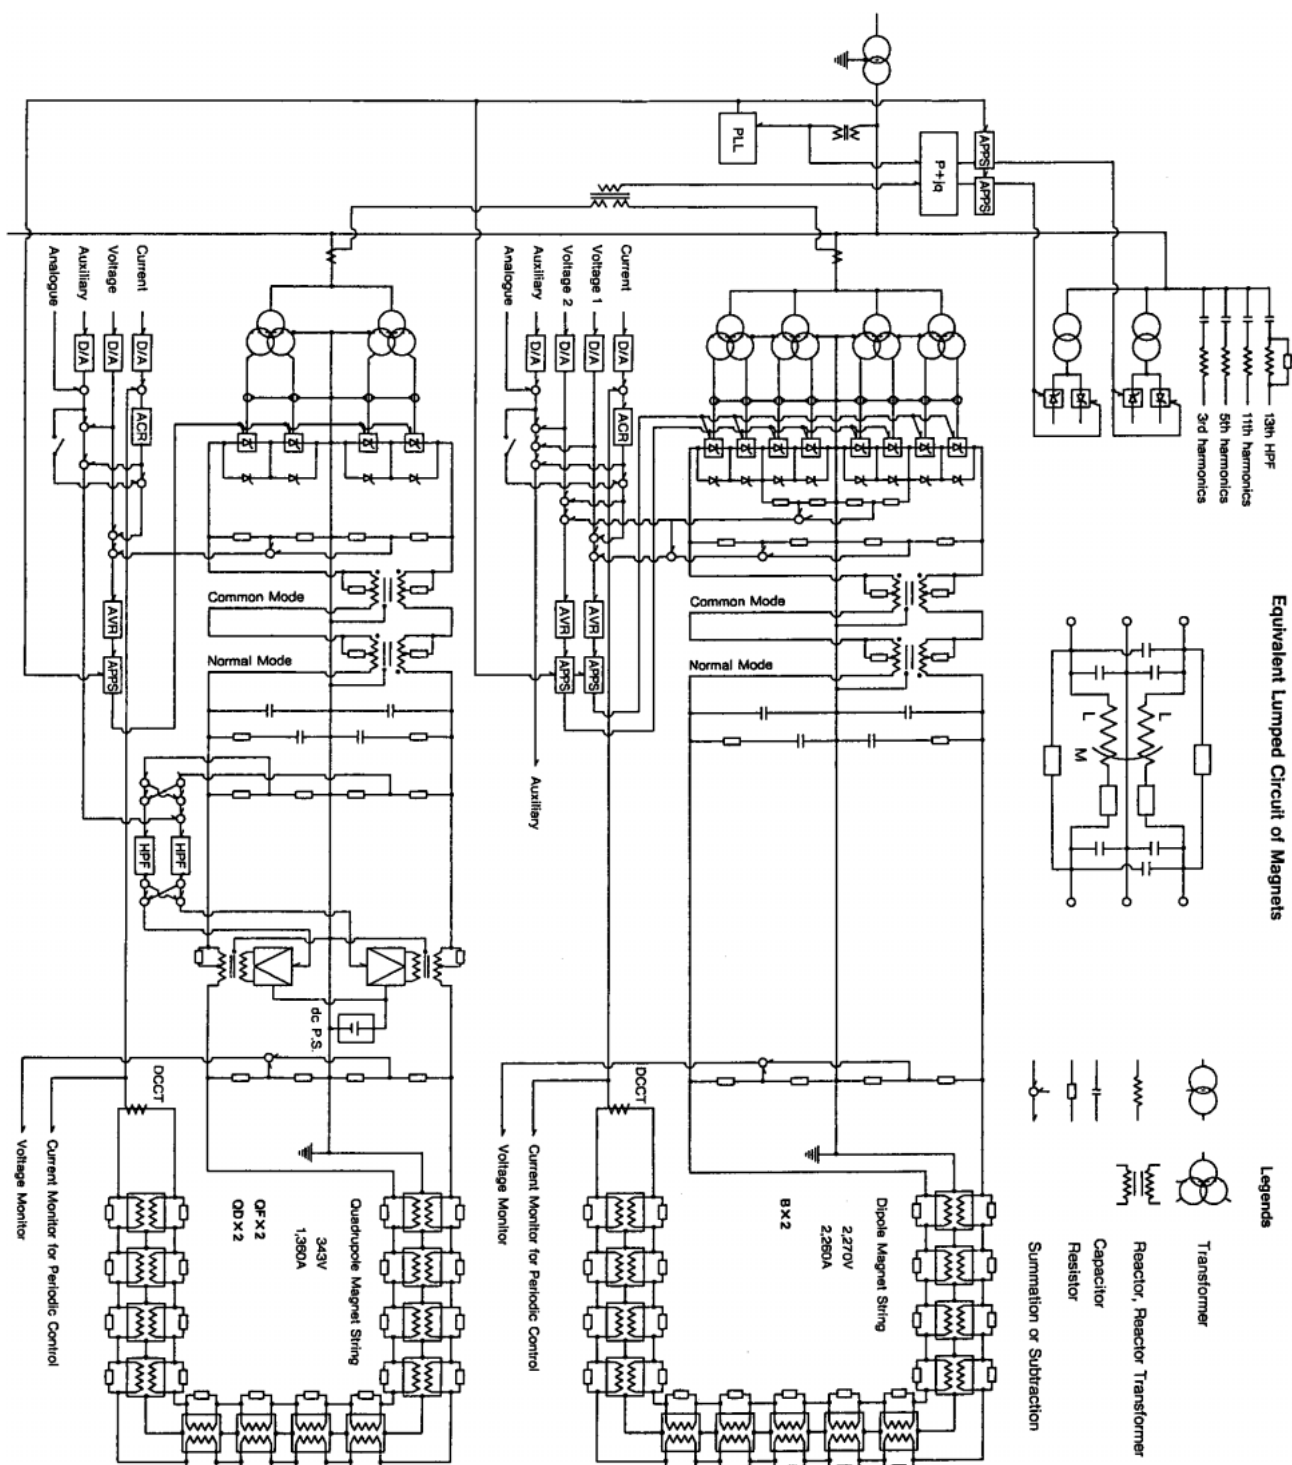 PLL
P+jq
APPS
APPS
13th HPF
11th harmonics
5th harmonics
3rd harmonics
Equivalent Lumped Circuit of Magnets
L
L
M
Legends
Transformer
Reactor, Reactor Transformer
Capacitor
Resistor
Summation or Subtraction
Current
Voltage 1
Voltage 2
Auxiliary
Analogue
D/A
D/A
D/A
D/A
ACR
AVR
AVR
APPS
APPS
Common Mode
Normal Mode
Auxiliary
DCCT
Current Monitor for Periodic Control
Voltage Monitor
Dipole Magnet String
2,270V
2,260A
B×2
Current
Voltage
Auxiliary
Analogue
D/A
D/A
D/A
ACR
AVR
APPS
Common Mode
Normal Mode
HPF
HPF
dc P.S.
DCCT
Current Monitor for Periodic Control
Voltage Monitor
Quadrupole Magnet String
343V
1,360A
QF×2
QD×2